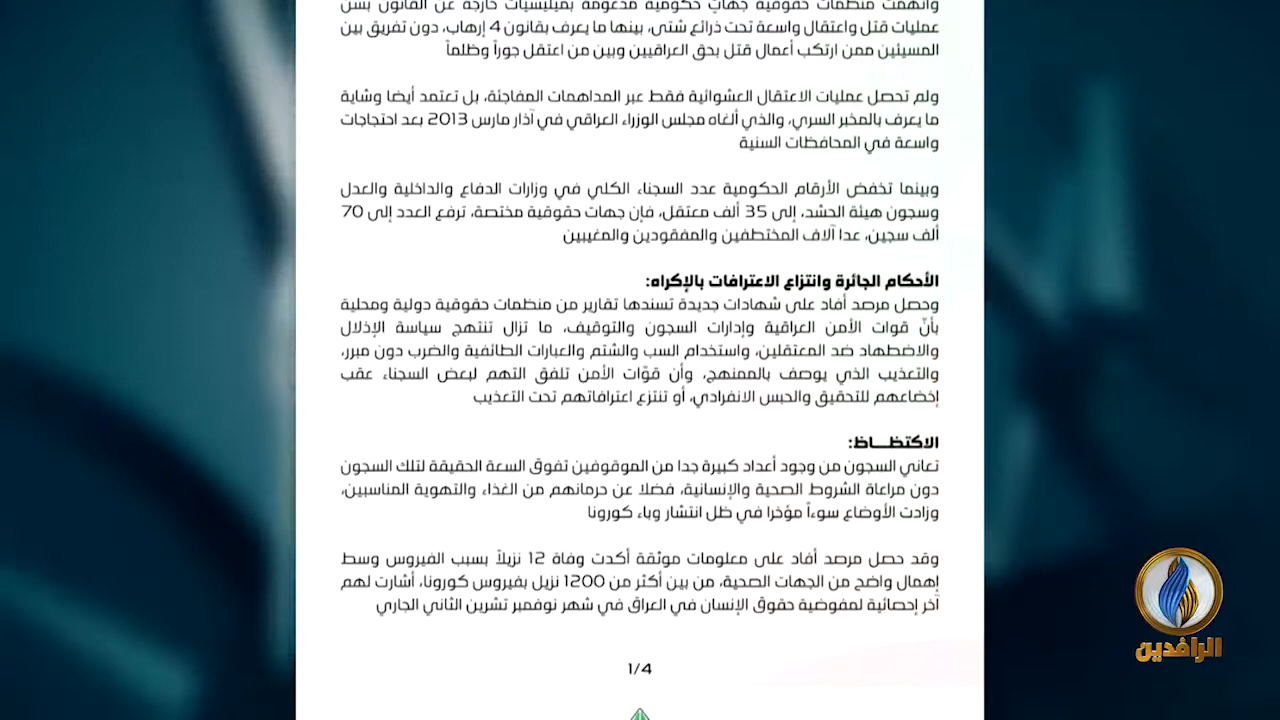 واتهمت منظمات حقوقية جهات حكومية مدعومة بميليشيات خارجة عن القانون بشن
عمليات قتل واعتقال واسعة تحت ذرائع شتى، بينها ما يعرف بقانون 4 إرهاب، دون تفريق بين
المسيئين ممن ارتكب أعمال قتل بحق العراقيين وبين من اعتقل جوراً وظلماً
ولم تحصل عمليات الاعتقال العشوائية فقط عبر المداهمات المفاجئة، بل تعتمد أيضا وشاية
ما يعرف بالمخبر السري، والذي ألغاه مجلس الوزراء العراقي في آذار مارس 2013 بعد احتجاجات
واسعة في المحافظات السنية
وبينما تخفض الأرقام الحكومية عدد السجناء الكلي في وزارات الدفاع والداخلية والعدل
وسجون هيئة الحشد، إلى 35 ألف معتقل، فإن جهات حقوقية مختصة، ترفع العدد إلى 70
ألف سجين، عدا آلاف المختطفين والمفقودين والمغيبين
الأحكام الجائرة وانتزاع الاعترافات بالإكراه:
وحصل مرصد أفاد على شهادات جديدة تسندها تقارير من منظمات حقوقية دولية ومحلية
بأنّ قوات الأمن العراقية وإدارات السجون والتوقيف، ما تزال تنتهج سياسة الإذلال
والاضطهاد ضد المعتقلين، واستخدام السب والشتم والعبارات الطائفية والضرب دون مبرر،
والتعذيب الذي يوصف بالممنهج، وأن قوّات الأمن تلفق التهم لبعض السجناء عقب
إخضاعهم للتحقيق والحبس الانفرادي، أو تنتزع اعترافاتهم تحت التعذيب
الاكتظـــاظ:
تعاني السجون من وجود أعداد كبيرة جدا من الموقوفين تفوق السعة الحقيقة لتلك السجون
دون مراعاة الشروط الصحية والإنسانية، فضلا عن حرمانهم من الغذاء والتهوية المناسبين،
وزادت الأوضاع سوءاً مؤخرا في ظل انتشار وباء كورونا
وقد حصل مرصد أفاد على معلومات موثقة أكدت وفاة 12 نزيلاً بسبب الفيروس وسط
إهمال واضح من الجهات الصحية، من بين أكثر من 1200 نزيل بفيروس كورونا، أشارت لهم
آخر إحصائية لمفوضية حقوق الإنسان في العراق في شهر نوفمبر تشرين الثاني الجاري
1/4
الرافدين